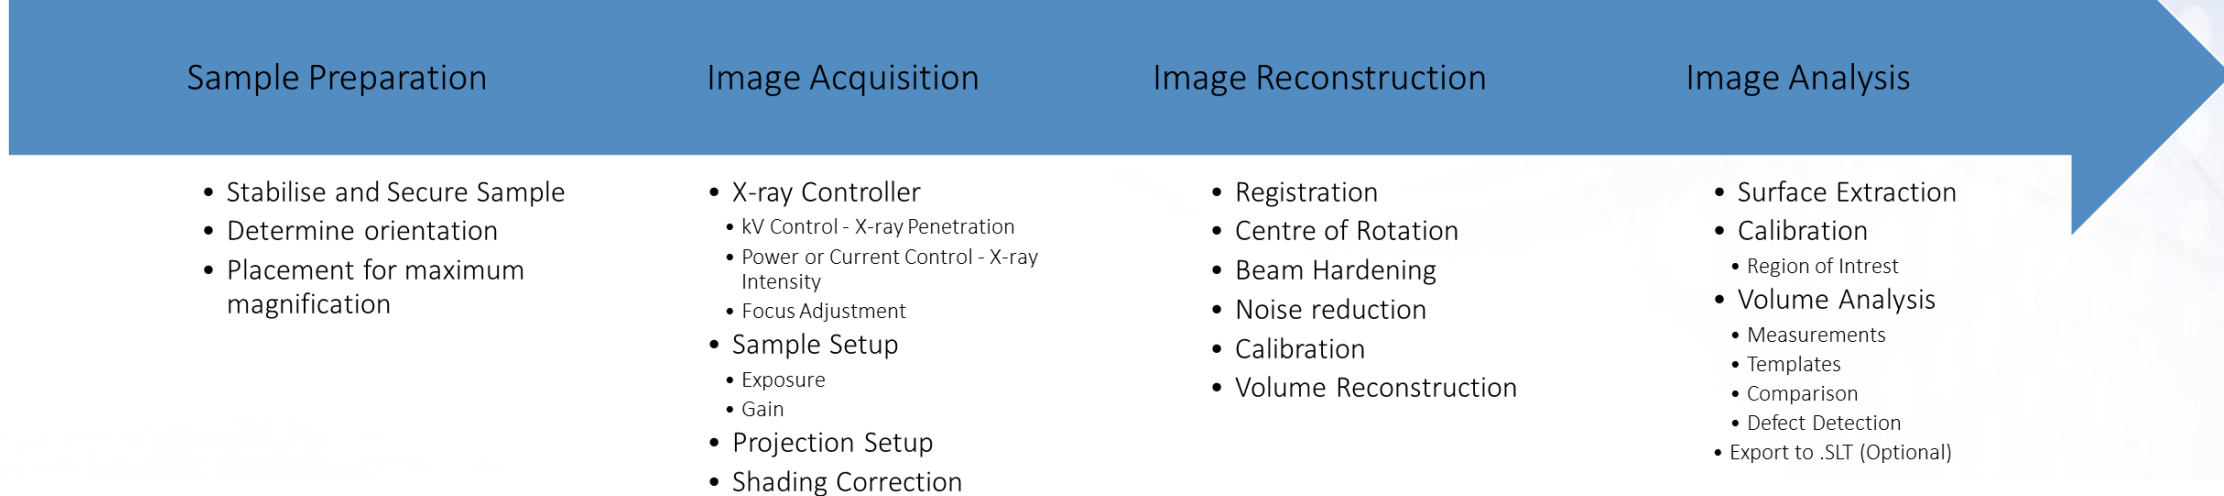 Sample Preparation
Image Acquisition
Image Reconstruction
Image Analysis
• Stabilise and Secure Sample
• Determine orientation
• Placement for maximum
magnification
• X-ray Controller
• kV Control - X-ray Penetration
• Power or Current Control - X-ray
Intensity
• Focus Adjustment
• Sample Setup
• Exposure
• Gain
• Projection Setup
• Shading Correction
• Registration
• Centre of Rotation
• Beam Hardening
• Noise reduction
• Calibration
• Volume Reconstruction
• Surface Extraction
• Calibration
• Region of Intrest
• Volume Analysis
• Measurements
• Templates
• Comparison
• Defect Detection
• Export to .SLT (Optional)